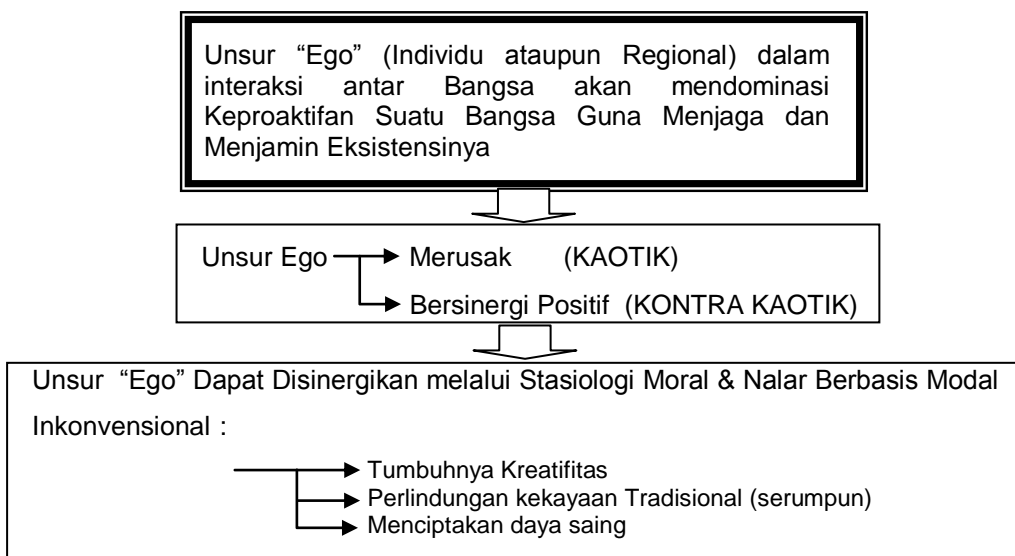 Unsur “Ego” (Individu ataupun Regional) dalam
interaksi antar Bangsa akan mendominasi
Keproaktifan Suatu Bangsa Guna Menjaga dan
Menjamin Eksistensinya
Unsur Ego Merusak (KAOTIK)
Bersinergi Positif (KONTRA KAOTIK)
Unsur “Ego” Dapat Disinergikan melalui Stasiologi Moral & Nalar Berbasis Modal
Inkonvensional :
Tumbuhnya Kreatifitas
Perlindungan kekayaan Tradisional (serumpun)
Menciptakan daya saing